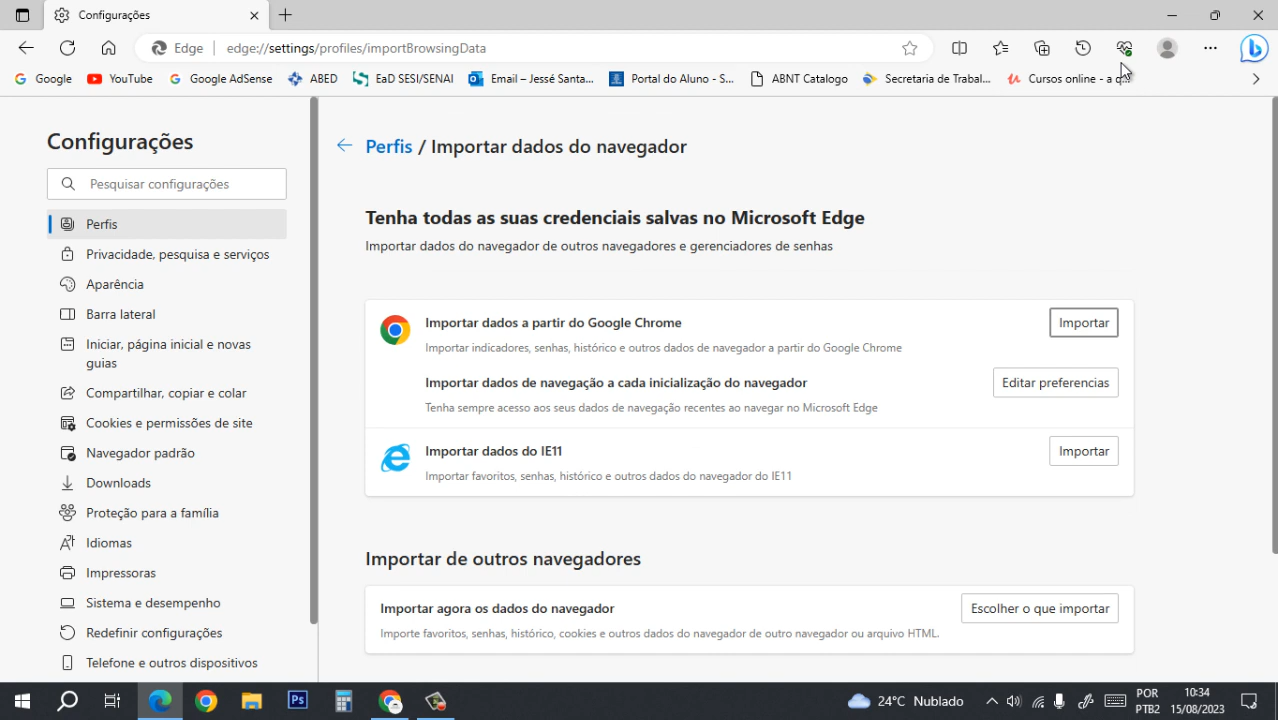 Configurações
Edge
edge://settings/profiles/importBrowsingData
Google
YouTube
Google AdSense
ABED
EaD SESI/SENAI
Email – Jessé Santa...
Portal do Aluno - S...
ABNT Catalogo
Secretaria de Trabal...
Cursos online - a q...
Configurações
Pesquisar configurações
Perfis
Privacidade, pesquisa e serviços
Aparência
Barra lateral
Iniciar, página inicial e novas
guias
Compartilhar, copiar e colar
Cookies e permissões de site
Navegador padrão
Downloads
Proteção para a família
Idiomas
Impressoras
Sistema e desempenho
Redefinir configurações
Telefone e outros dispositivos
Perfis / Importar dados do navegador
Tenha todas as suas credenciais salvas no Microsoft Edge
Importar dados do navegador de outros navegadores e gerenciadores de senhas
Importar dados a partir do Google Chrome
Importar
Importar indicadores, senhas, histórico e outros dados de navegador a partir do Google Chrome
Importar dados de navegação a cada inicialização do navegador
Editar preferencias
Tenha sempre acesso aos seus dados de navegação recentes ao navegar no Microsoft Edge
Importar dados do IE11
Importar
Importar favoritos, senhas, histórico e outros dados do navegador do IE11
Importar de outros navegadores
Importar agora os dados do navegador
Escolher o que importar
Importe favoritos, senhas, histórico, cookies e outros dados do navegador de outro navegador ou arquivo HTML.
Ps
24°C Nublado
POR
PTB2
10:34
15/08/2023